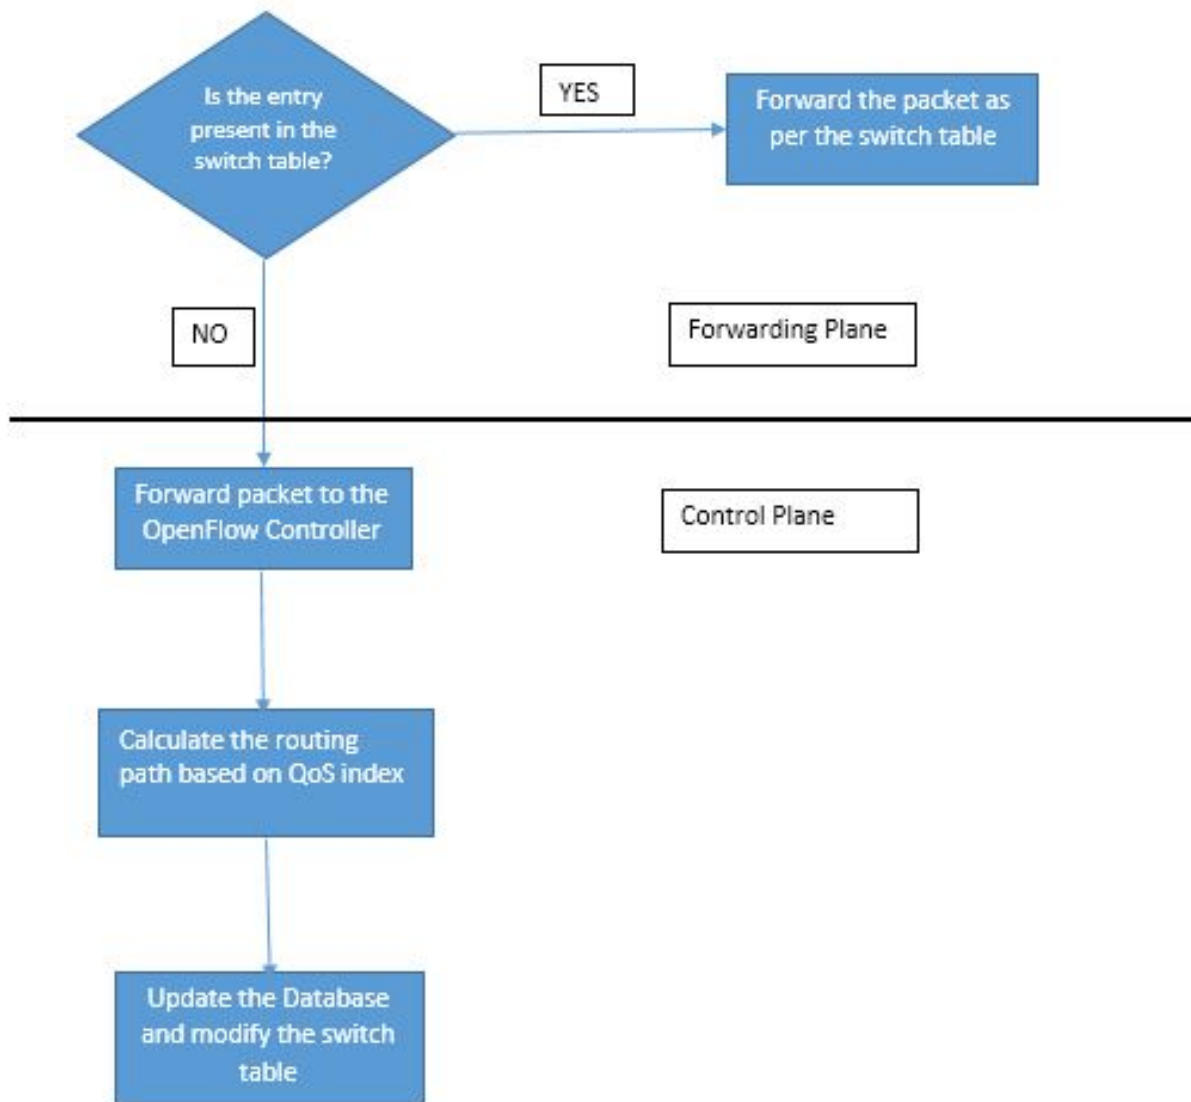 Is the entry
present in the
switch table?
YES
Forward the packet as
per the switch table
NO
Forwarding Plane
Forward packet to the
OpenFlow Controller
Control Plane
Calculate the routing
path based on QoS index
Update the Database
and modify the switch
table